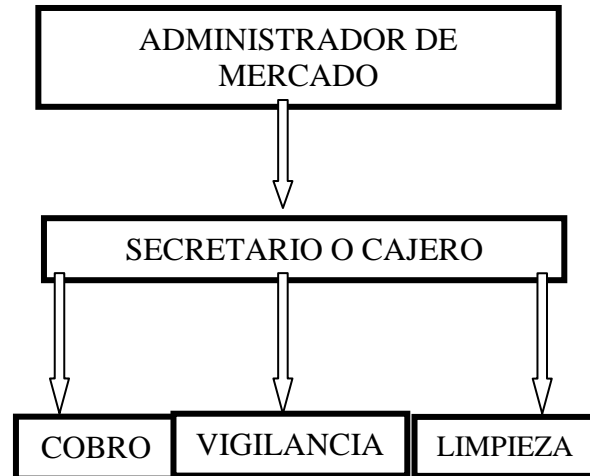 ADMINISTRADOR DE
MERCADO
SECRETARIO O CAJERO
COBRO
VIGILANCIA
LIMPIEZA